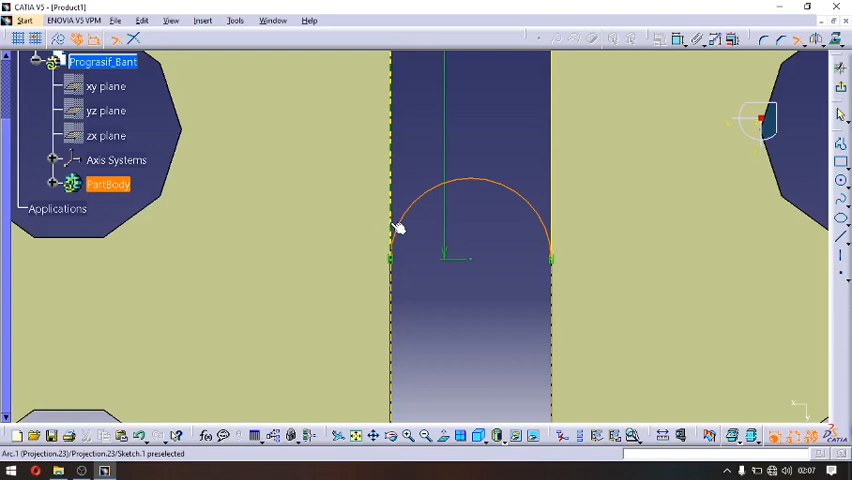 CATIA V5 - [Product1]
Start ENOVIA V5 VPM File Edit View Insert Tools Window Help
Prograsif_Bant
xy plane
yz plane
zx plane
Axis Systems
PartBody
Applications
x
y
f(x)
CATIA
Arc.1 (Projection.23)/Projection.23/Sketch.1 preselected
02:07